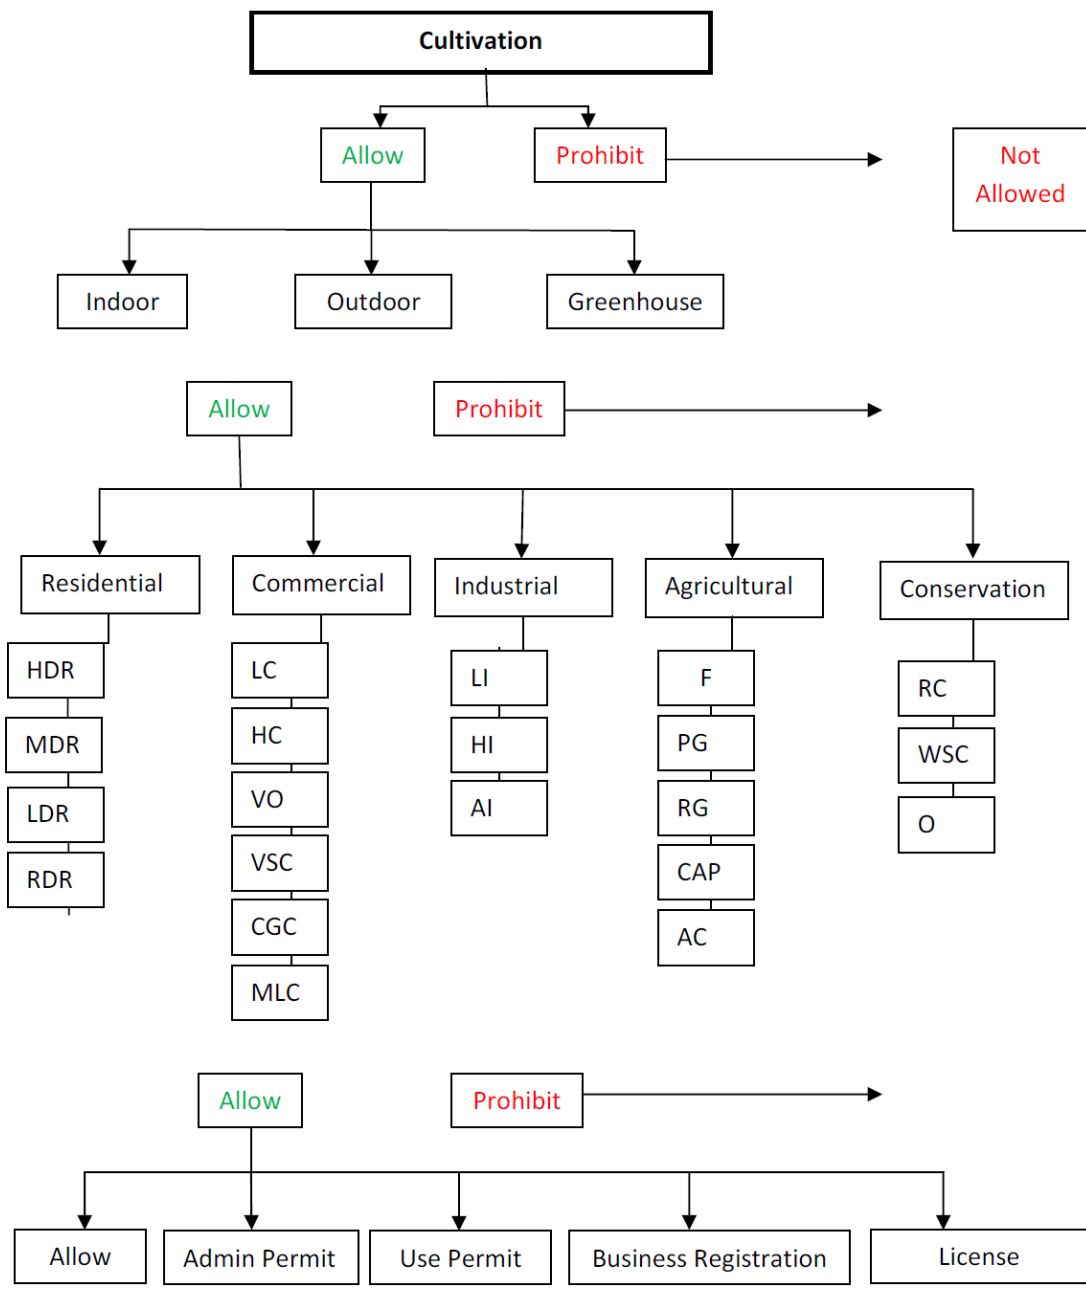 Cultivation
Allow
Prohibit
Not
Allowed
Indoor
Outdoor
Greenhouse
Allow
Prohibit
Residential
Commercial
Industrial
Agricultural
Conservation
HDR
MDR
LDR
RDR
LC
HC
VO
VSC
CGC
MLC
LI
HI
AI
F
PG
RG
CAP
AC
RC
WSC
O
Allow
Prohibit
Allow
Admin Permit
Use Permit
Business Registration
License